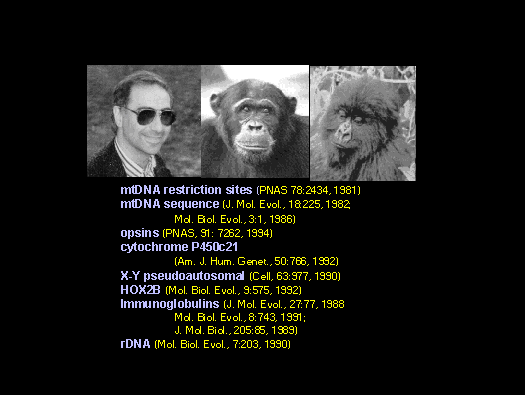 mtDNA restriction sites (PNAS 78:2434, 1981)
mtDNA sequence (J. Mol. Evol., 18:225, 1982;
Mol. Biol. Evol., 3:1, 1986)
opsins (PNAS, 91: 7262, 1994)
cytochrome P450c21
(Am. J. Hum. Genet., 50:766, 1992)
X-Y pseudoautosomal (Cell, 63:977, 1990)
HOX2B (Mol. Biol. Evol., 9:575, 1992)
Immunoglobulins (J. Mol. Evol., 27:77, 1988
Mol. Biol. Evol., 8:743, 1991;
J. Mol. Biol., 205:85, 1989)
rDNA (Mol. Biol. Evol., 7:203, 1990)